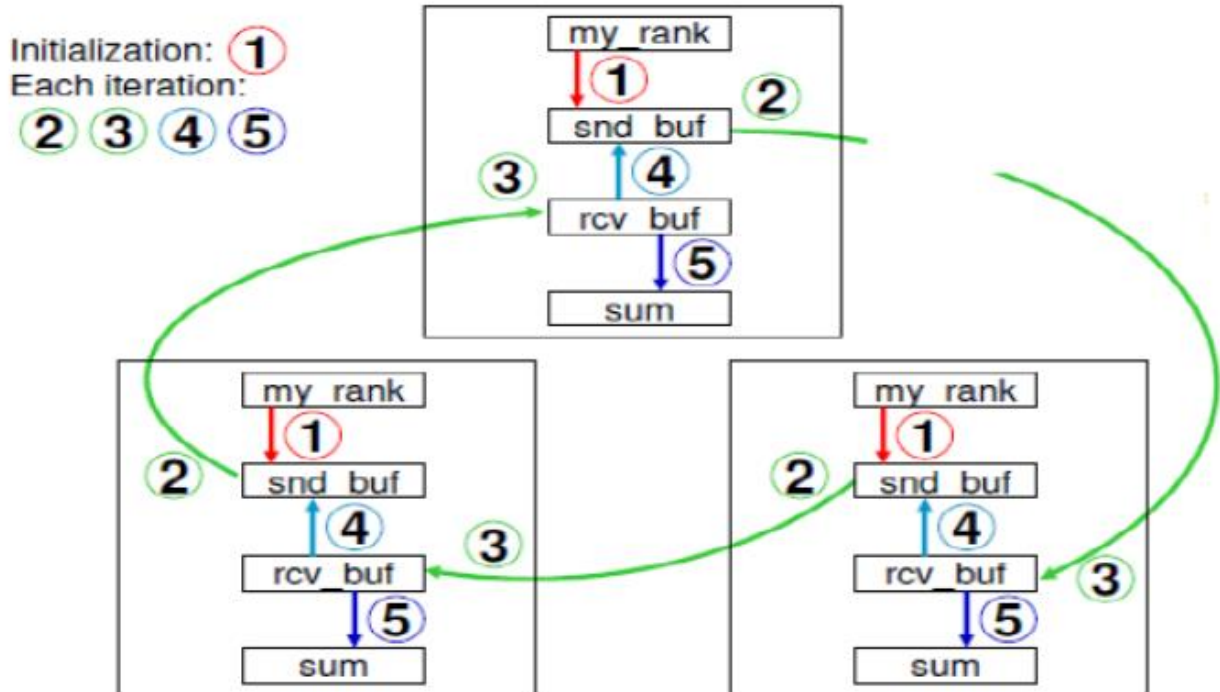 Initialization: 1
Each iteration:
2 3 4 5
my_rank
1
snd_buf
2
3
4
rcv_buf
5
sum
my_rank
1
2
snd_buf
4
3
rcv_buf
5
sum
my_rank
1
2
snd_buf
4
rcv_buf
3
5
sum